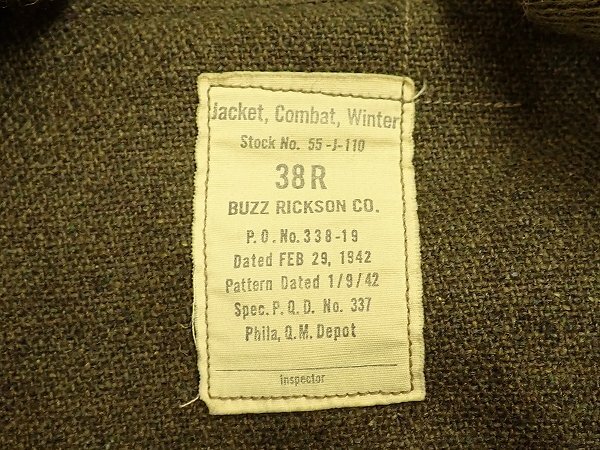 Jacket, Combat, Winter
Stock No. 55-J-110
38R
BUZZ RICKSON CO.
P.O.No.338-19
Dated FEB 29, 1942
Pattern Dated 1/9/42
Spec.P.Q.D. No. 337
Phila,Q.M.Depot
Inspector